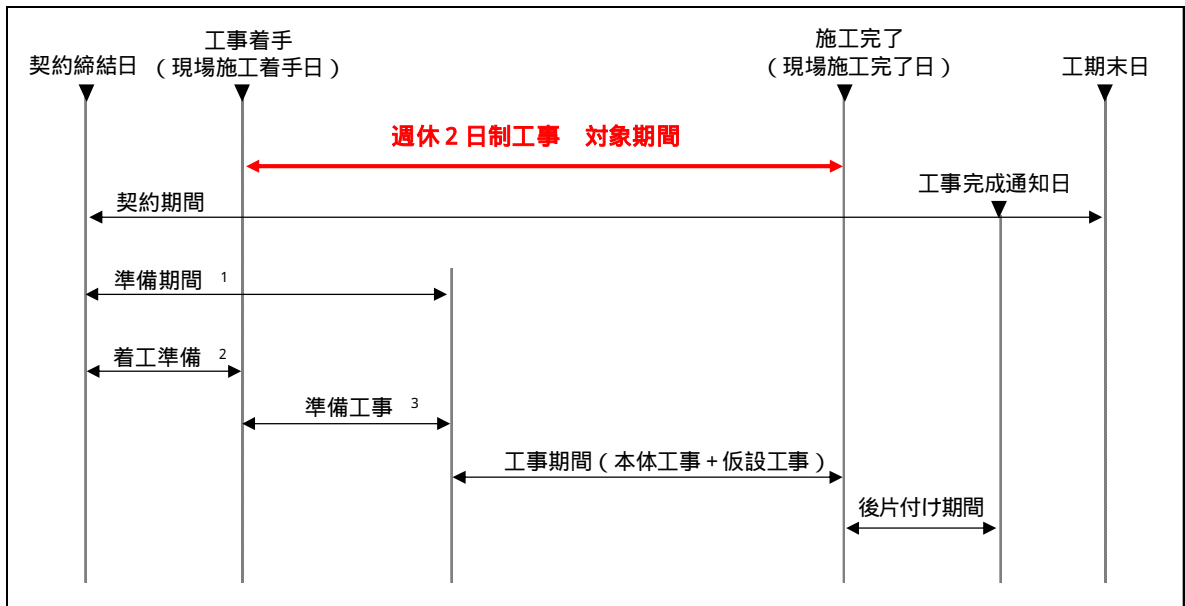 工事着手
施工完了
契約締結日
（現場施工着手日）
（現場施工完了日）
工期末日
週休２日制工事　対象期間
工事完成通知日
契約期間
準備期間 1
着工準備 2
準備工事 3
工事期間（本体工事＋仮設工事）
後片付け期間